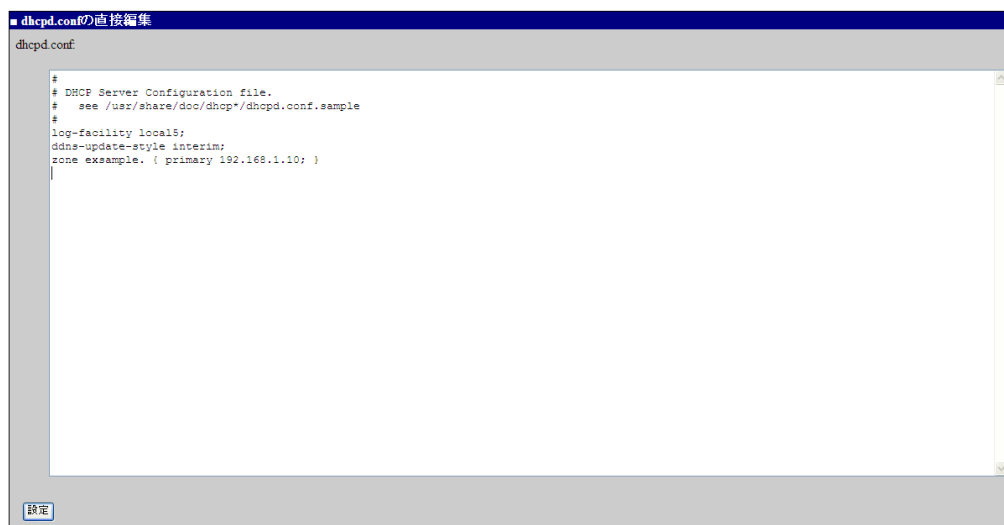 ■ dhcpd.confの直接編集
dhcpd.conf:
#
# DHCP Server Configuration file.
#   see /usr/share/doc/dhcp*/dhcpd.conf.sample
#
log-facility local5;
ddns-update-style interim;
zone exsample. { primary 192.168.1.10; }
設定